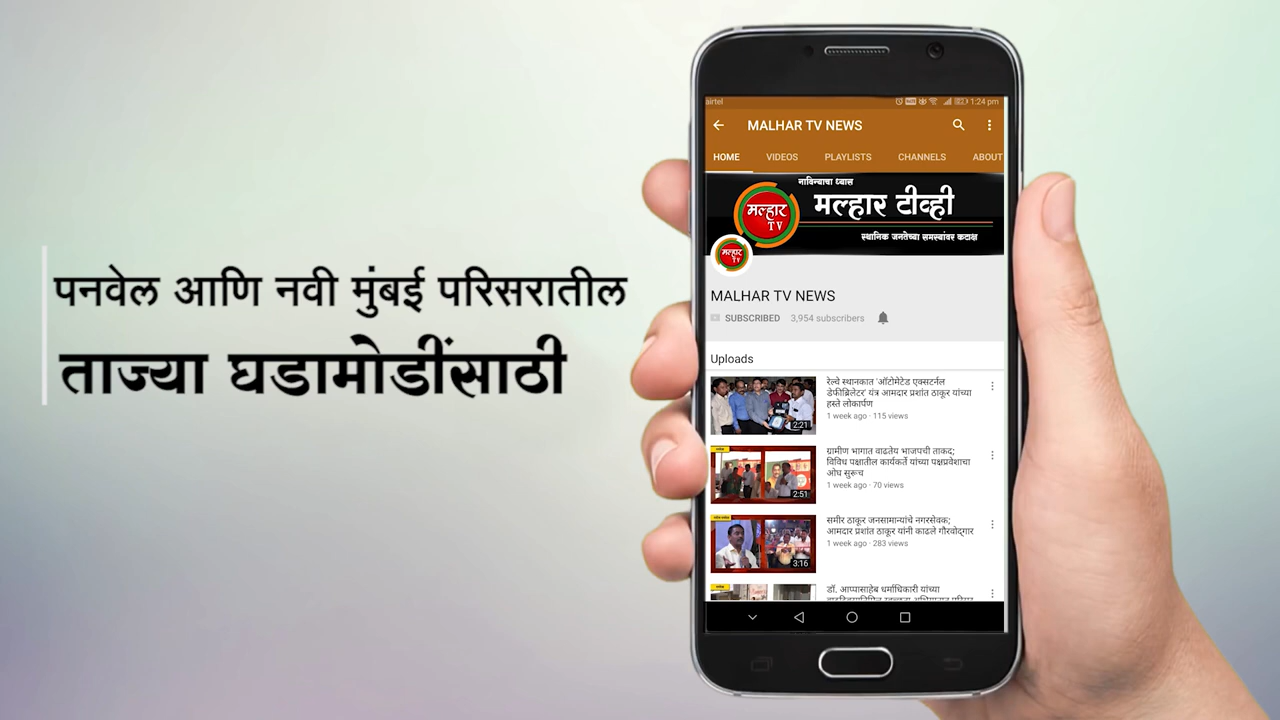 पनवेल आणि नवी मुंबई परिसरातील
ताज्या घडामोडींसाठी
airtel
1:24 pm
MALHAR TV NEWS
HOME VIDEOS PLAYLISTS CHANNELS ABOUT
नाविन्याचा ध्यास
मल्हार टीव्ही
मल्हार
TV
स्थानिक जनतेच्या समस्यांवर कटाक्ष
मल्हार
TV
MALHAR TV NEWS
SUBSCRIBED 3,954 subscribers
Uploads
रेल्वे स्थानकात 'ऑटोमेटेड एक्सटर्नल
डेफीब्रिलेटर' यंत्र आमदार प्रशांत ठाकूर यांच्या
हस्ते लोकार्पण
1 week ago · 115 views
2:21
ग्रामीण भागात वाढतेय भाजपची ताकद;
विविध पक्षातील कार्यकर्ते यांच्या पक्षप्रवेशाचा
ओघ सुरूच
1 week ago · 70 views
2:51
समीर ठाकूर जनसामान्यांचे नगरसेवक;
आमदार प्रशांत ठाकूर यांनी काढले गौरवोद्गार
1 week ago · 283 views
3:16
डॉ. आप्पासाहेब धर्माधिकारी यांच्या